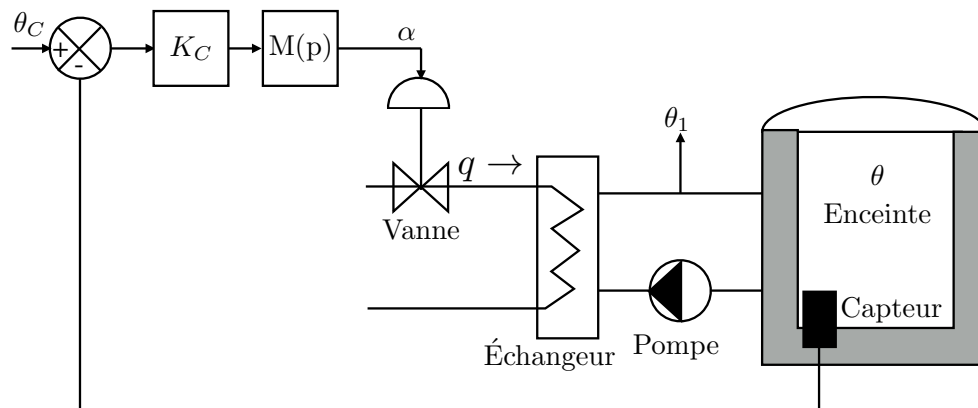 θ_C
+
-
K_C
M(p)
α
q →
Vanne
Échangeur
θ_1
Pompe
θ
Enceinte
Capteur